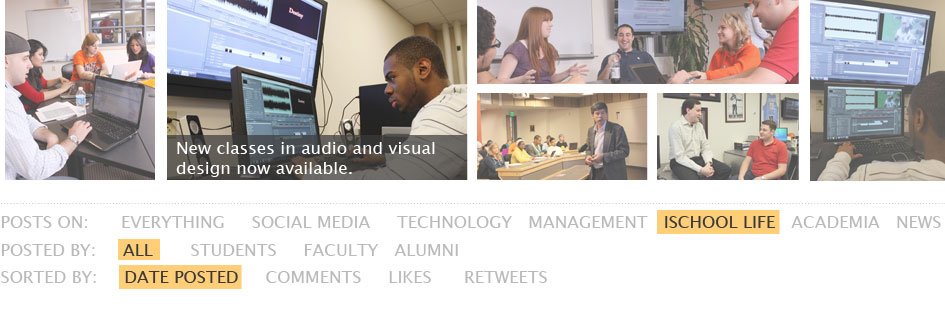 New classes in audio and visual
design now available.
POSTS ON: EVERYTHING SOCIAL MEDIA TECHNOLOGY MANAGEMENT ISCHOOL LIFE ACADEMIA NEWS
POSTED BY: ALL STUDENTS FACULTY ALUMNI
SORTED BY: DATE POSTED COMMENTS LIKES RETWEETS